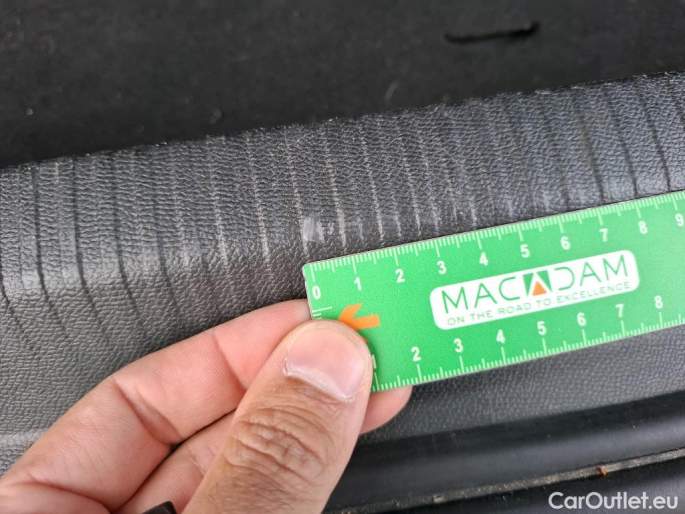 0 1 2 3 4 5 6 7 8 9
MACADAM
ON THE ROAD TO EXCELLENCE
1 2 3 4 5 6 7 8
CarOutlet.eu